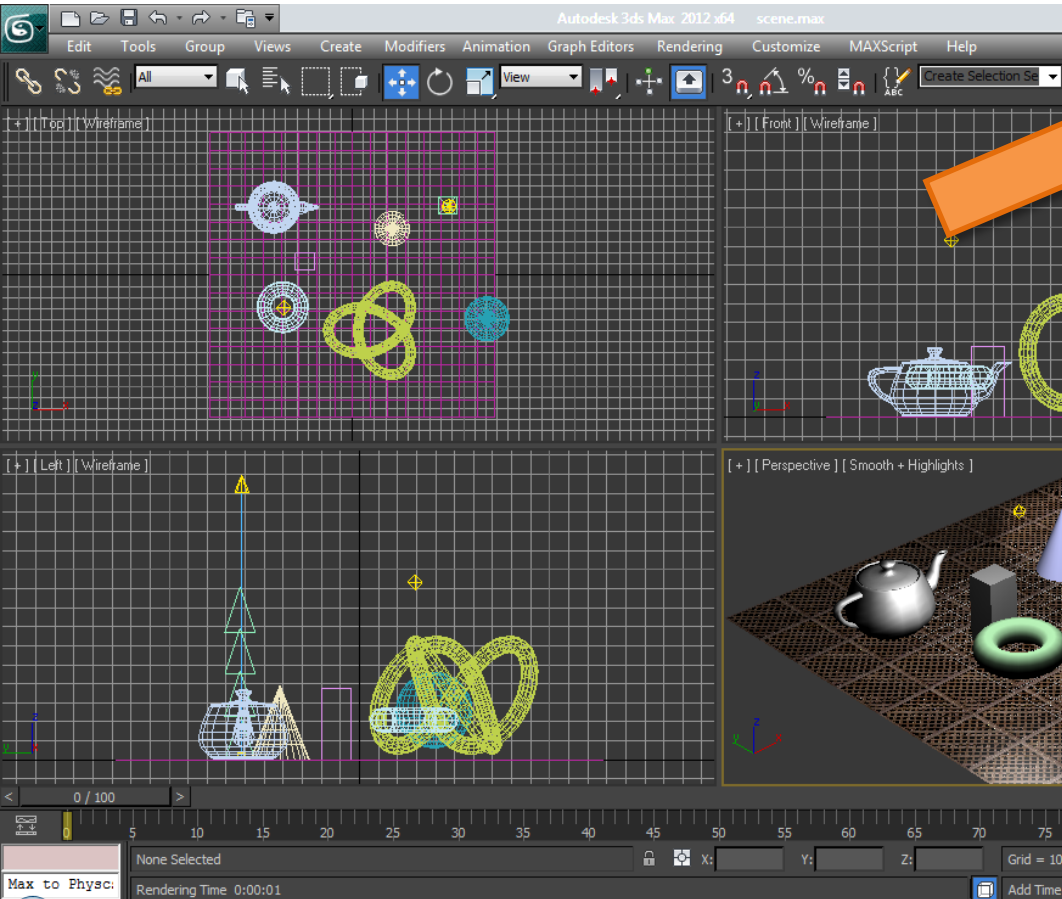 Autodesk 3ds Max 2012 x64 scene.max
Edit Tools Group Views Create Modifiers Animation Graph Editors Rendering Customize MAXScript Help
All View 3 % ABC Create Selection Se
[ + ] [ Top ] [ Wireframe ]
[ + ] [ Front ] [ Wireframe ]
y
z x
z
y x
[ + ] [ Left ] [ Wireframe ]
[ + ] [ Perspective ] [ Smooth + Highlights ]
z
y x
z
y x
< 0 / 100 >
0 5 10 15 20 25 30 35 40 45 50 55 60 65 70 75
None Selected X: Y: Z: Grid = 10
Max to Physc:
Rendering Time 0:00:01 Add Time